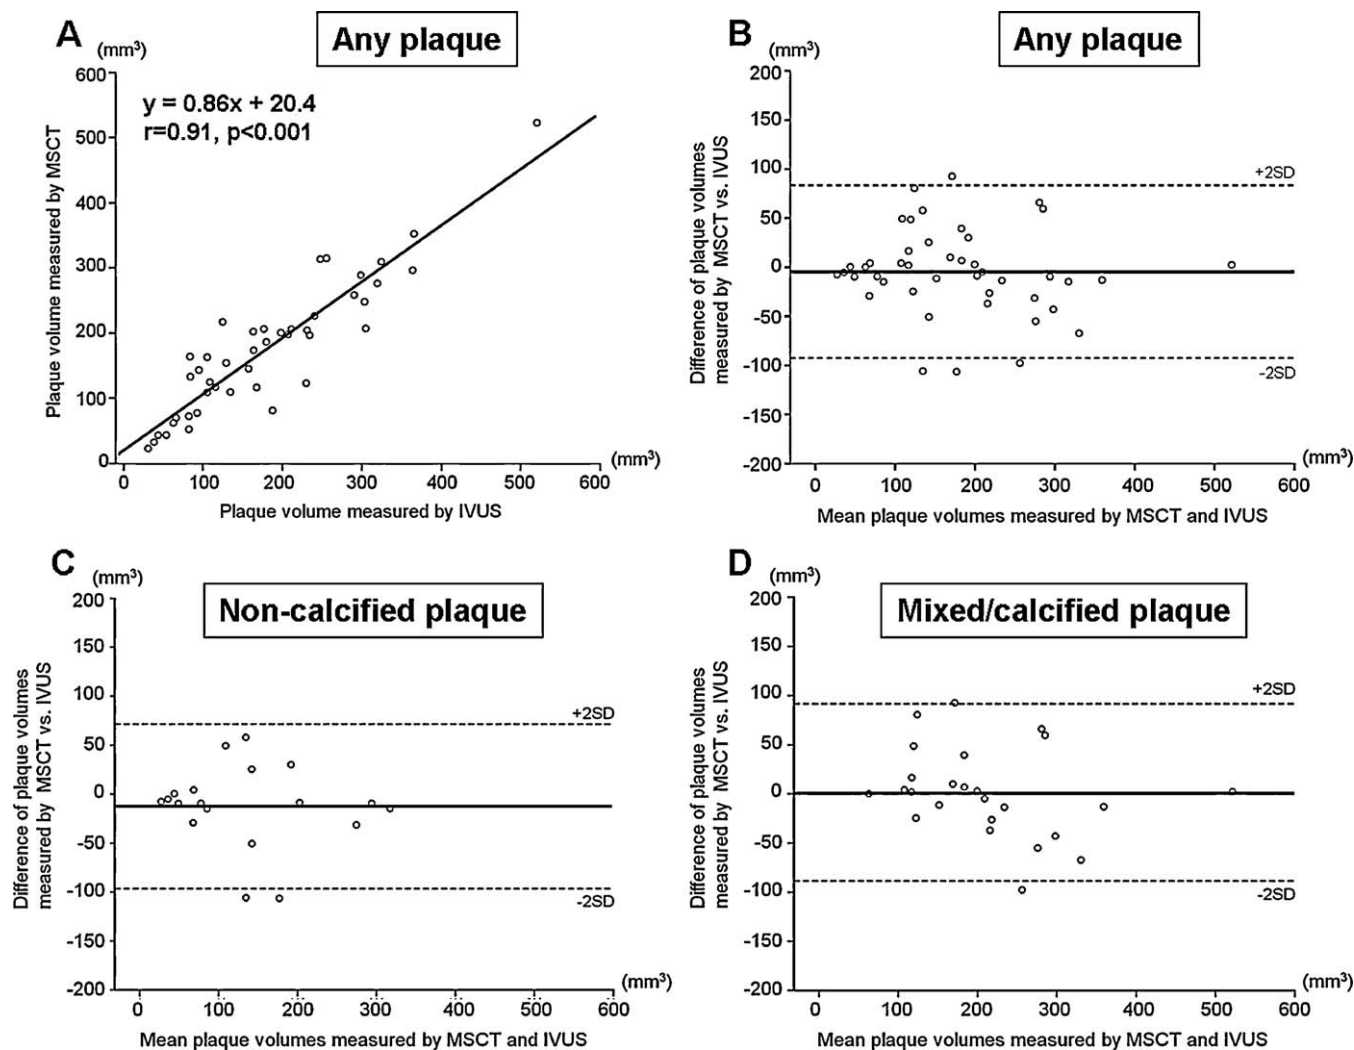 A
(mm³)
Any plaque
y = 0.86x + 20.4
r=0.91, p<0.001
Plaque volume measured by MSCT
600
500
400
300
200
100
0
0 100 200 300 400 500 600
(mm³)
Plaque volume measured by IVUS
B
(mm³)
Any plaque
Difference of plaque volumes
measured by MSCT vs. IVUS
200
150
100
50
0
-50
-100
-150
-200
+2SD
-2SD
(mm³)
0 100 200 300 400 500 600
Mean plaque volumes measured by MSCT and IVUS
C
(mm³)
Non-calcified plaque
Difference of plaque volumes
measured by MSCT vs. IVUS
200
150
100
50
0
-50
-100
-150
-200
+2SD
-2SD
(mm³)
0 100 200 300 400 500 600
Mean plaque volumes measured by MSCT and IVUS
D
(mm³)
Mixed/calcified plaque
Difference of plaque volumes
measured by MSCT vs. IVUS
200
150
100
50
0
-50
-100
-150
-200
+2SD
-2SD
(mm³)
0 100 200 300 400 500 600
Mean plaque volumes measured by MSCT and IVUS